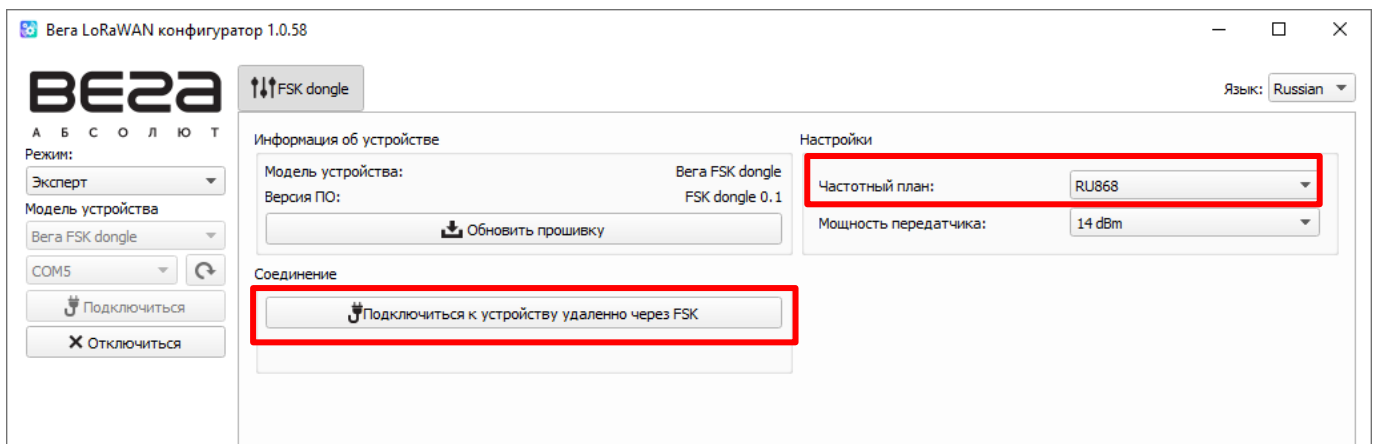 Вега LoRaWAN конфигуратор 1.0.58
ВЕГА
АБСОЛЮТ
Режим:
Эксперт
Модель устройства
Вега FSK dongle
COM5
Подключиться
Отключиться
FSK dongle
Язык: Russian
Информация об устройстве
Модель устройства: Вега FSK dongle
Версия ПО: FSK dongle 0.1
Обновить прошивку
Соединение
Подключиться к устройству удаленно через FSK
Настройки
Частотный план: RU868
Мощность передатчика: 14 dBm